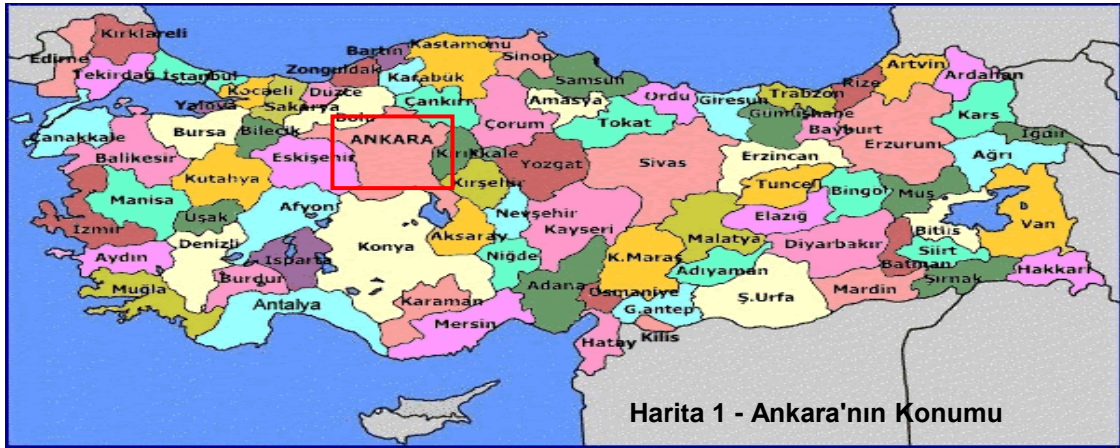 Kırklareli
Edirne
Tekirdağ
İstanbul
Kocaeli
Yalova
Sakarya
Düzce
Zonguldak
Bartın
Karabük
Kastamonu
Sinop
Samsun
Çankırı
Bolu
Çanakkale
Bursa
Bilecik
Balikesir
Eskişehir
ANKARA
Kırıkkale
Çorum
Amasya
Tokat
Ordu
Giresun
Trabzon
Rize
Artvin
Ardahan
Kars
Iğdır
Gümüşhane
Bayburt
Erzurum
Ağrı
Erzincan
Sivas
Yozgat
Kırşehir
Kutahya
Manisa
Uşak
Afyon
İzmir
Aydın
Denizli
Isparta
Burdur
Muğla
Antalya
Konya
Aksaray
Nevşehir
Niğde
Kayseri
Karaman
Mersin
Adana
K.Maraş
Osmaniye
Malatya
Adıyaman
G.antep
Kilis
Hatay
Ş.Urfa
Elazığ
Tuncel
Bingöl
Muş
Bitlis
Van
Diyarbakır
Batman
Siirt
Mardin
Şırnak
Hakkari
Harita 1 - Ankara'nın Konumu